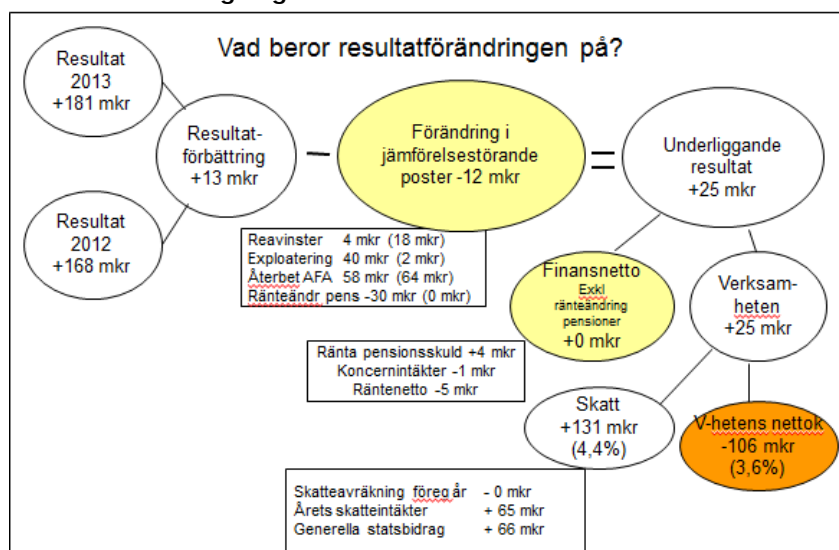 Vad beror resultatförändringen på?
Resultat
2013
+181 mkr
Resultat-
förbättring
+13 mkr
Förändring i
jämförelsestörande
poster -12 mkr
Underliggande
resultat
+25 mkr
Resultat
2012
+168 mkr
Reavinster 4 mkr (18 mkr)
Exploatering 40 mkr (2 mkr)
Återbet AFA 58 mkr (64 mkr)
Ränteändr pens -30 mkr (0 mkr)
Finansnetto
Exkl
ränteändring
pensioner
+0 mkr
Verksam-
heten
+25 mkr
Ränta pensionsskuld +4 mkr
Koncernintäkter -1 mkr
Räntenetto -5 mkr
Skatt
+131 mkr
(4,4%)
V-hetens nettok
-106 mkr
(3,6%)
Skatteavräkning föreg år - 0 mkr
Årets skatteintäkter + 65 mkr
Generella statsbidrag + 66 mkr